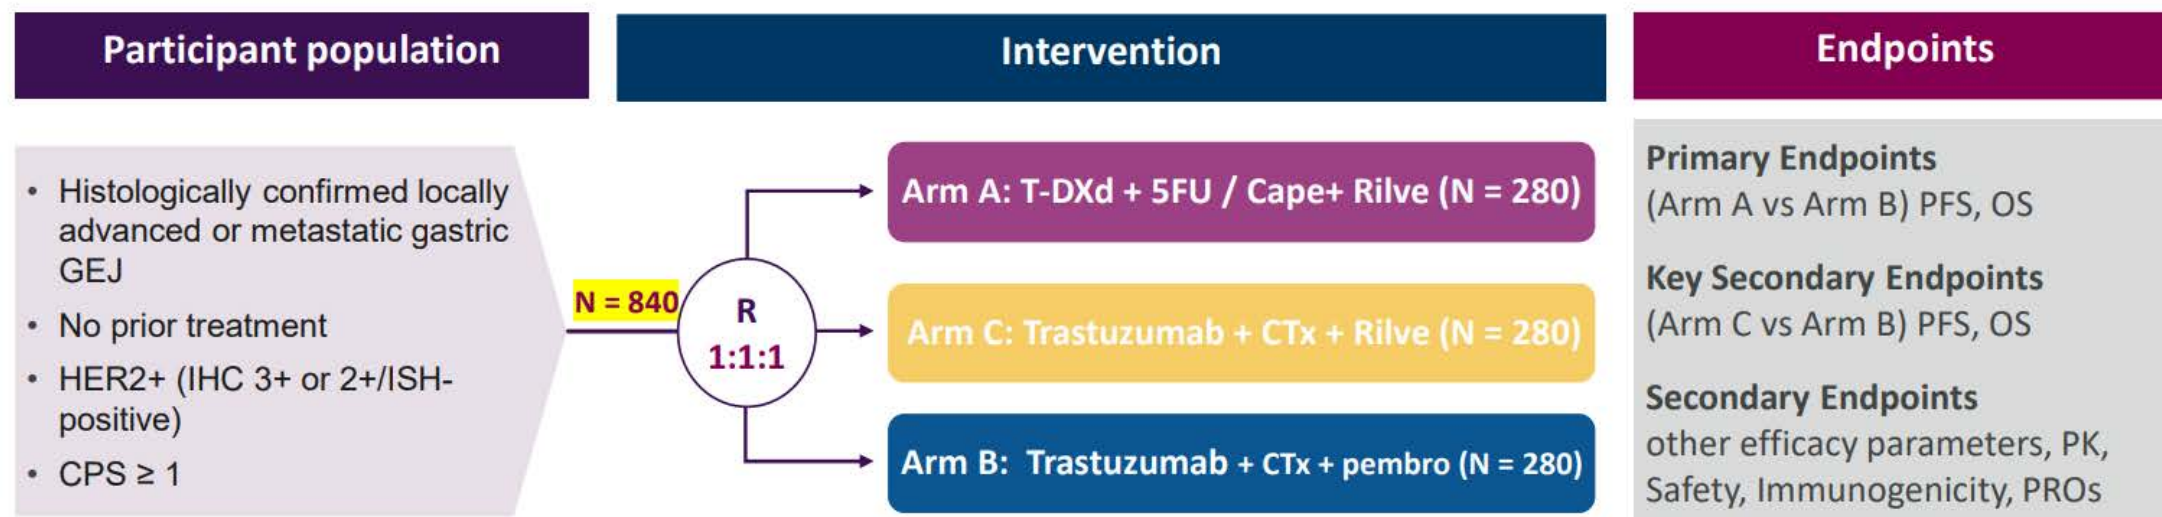 Participant population
Intervention
Endpoints
• Histologically confirmed locally
advanced or metastatic gastric
GEJ
• No prior treatment
• HER2+ (IHC 3+ or 2+/ISH-
positive)
• CPS ≥ 1
N = 840
R
1:1:1
Arm A: T-DXd + 5FU / Cape+ Rilve (N = 280)
Arm C: Trastuzumab + CTx + Rilve (N = 280)
Arm B: Trastuzumab + CTx + pembro (N = 280)
Primary Endpoints
(Arm A vs Arm B) PFS, OS
Key Secondary Endpoints
(Arm C vs Arm B) PFS, OS
Secondary Endpoints
other efficacy parameters, PK,
Safety, Immunogenicity, PROs